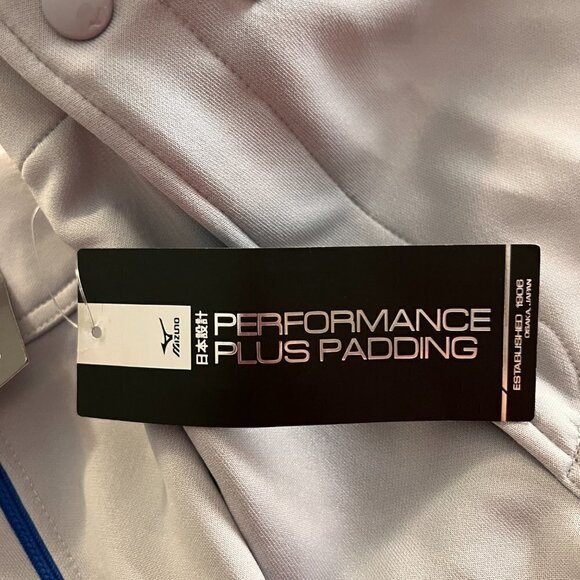 MIZUNO
日本設計
PERFORMANCE
PLUS PADDING
ESTABLISHED 1906
OSAKA, JAPAN